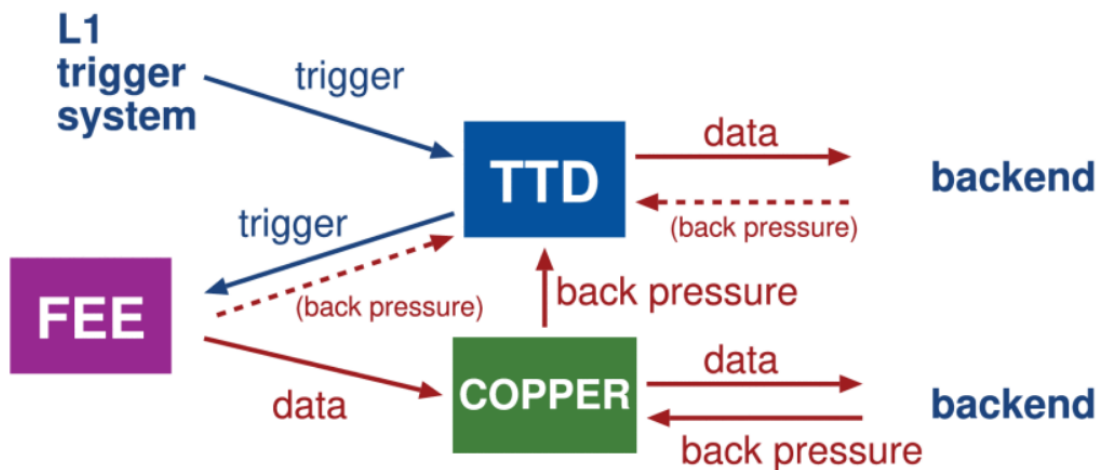 L1
trigger
system
trigger
TTD
data
backend
(back pressure)
trigger
(back pressure)
back pressure
FEE
data
COPPER
data
backend
back pressure